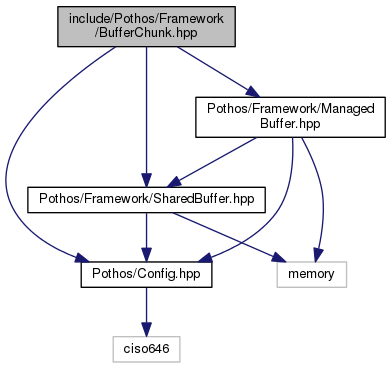 include/Pothos/Framework
/BufferChunk.hpp
Pothos/Framework/Managed
Buffer.hpp
Pothos/Framework/SharedBuffer.hpp
Pothos/Config.hpp
memory
ciso646